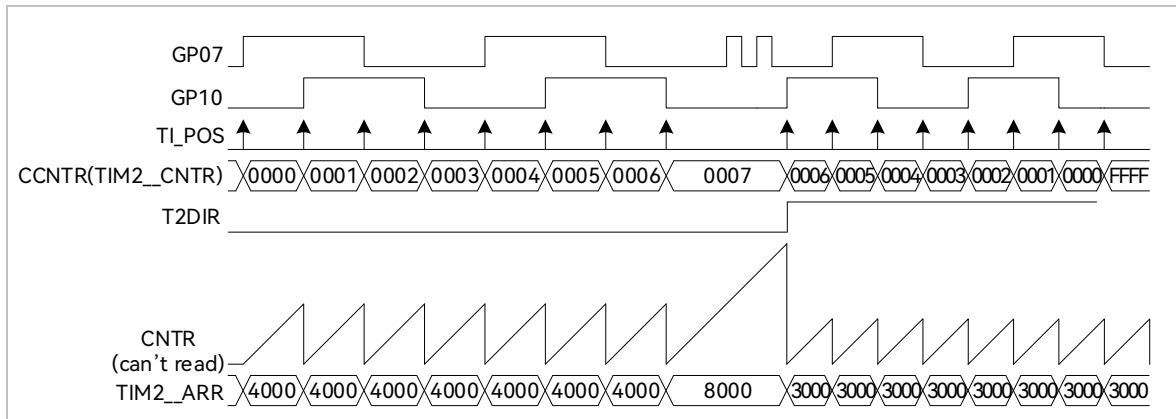 GP07
GP10
TI_POS
CCNTR(TIM2__CNTR) 0000 0001 0002 0003 0004 0005 0006 0007 0006 0005 0004 0003 0002 0001 0000 FFFF
T2DIR
CNTR
(can't read)
TIM2__ARR 4000 4000 4000 4000 4000 4000 4000 8000 3000 3000 3000 3000 3000 3000 3000 3000